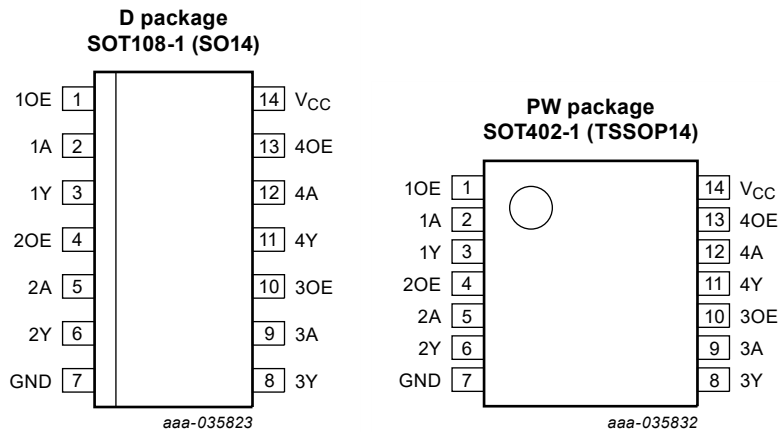 D package
SOT108-1 (SO14)
1OE 1 14 VCC
1A 2 13 4OE
1Y 3 12 4A
2OE 4 11 4Y
2A 5 10 3OE
2Y 6 9 3A
GND 7 8 3Y
aaa-035823
PW package
SOT402-1 (TSSOP14)
1OE 1 14 VCC
1A 2 13 4OE
1Y 3 12 4A
2OE 4 11 4Y
2A 5 10 3OE
2Y 6 9 3A
GND 7 8 3Y
aaa-035832